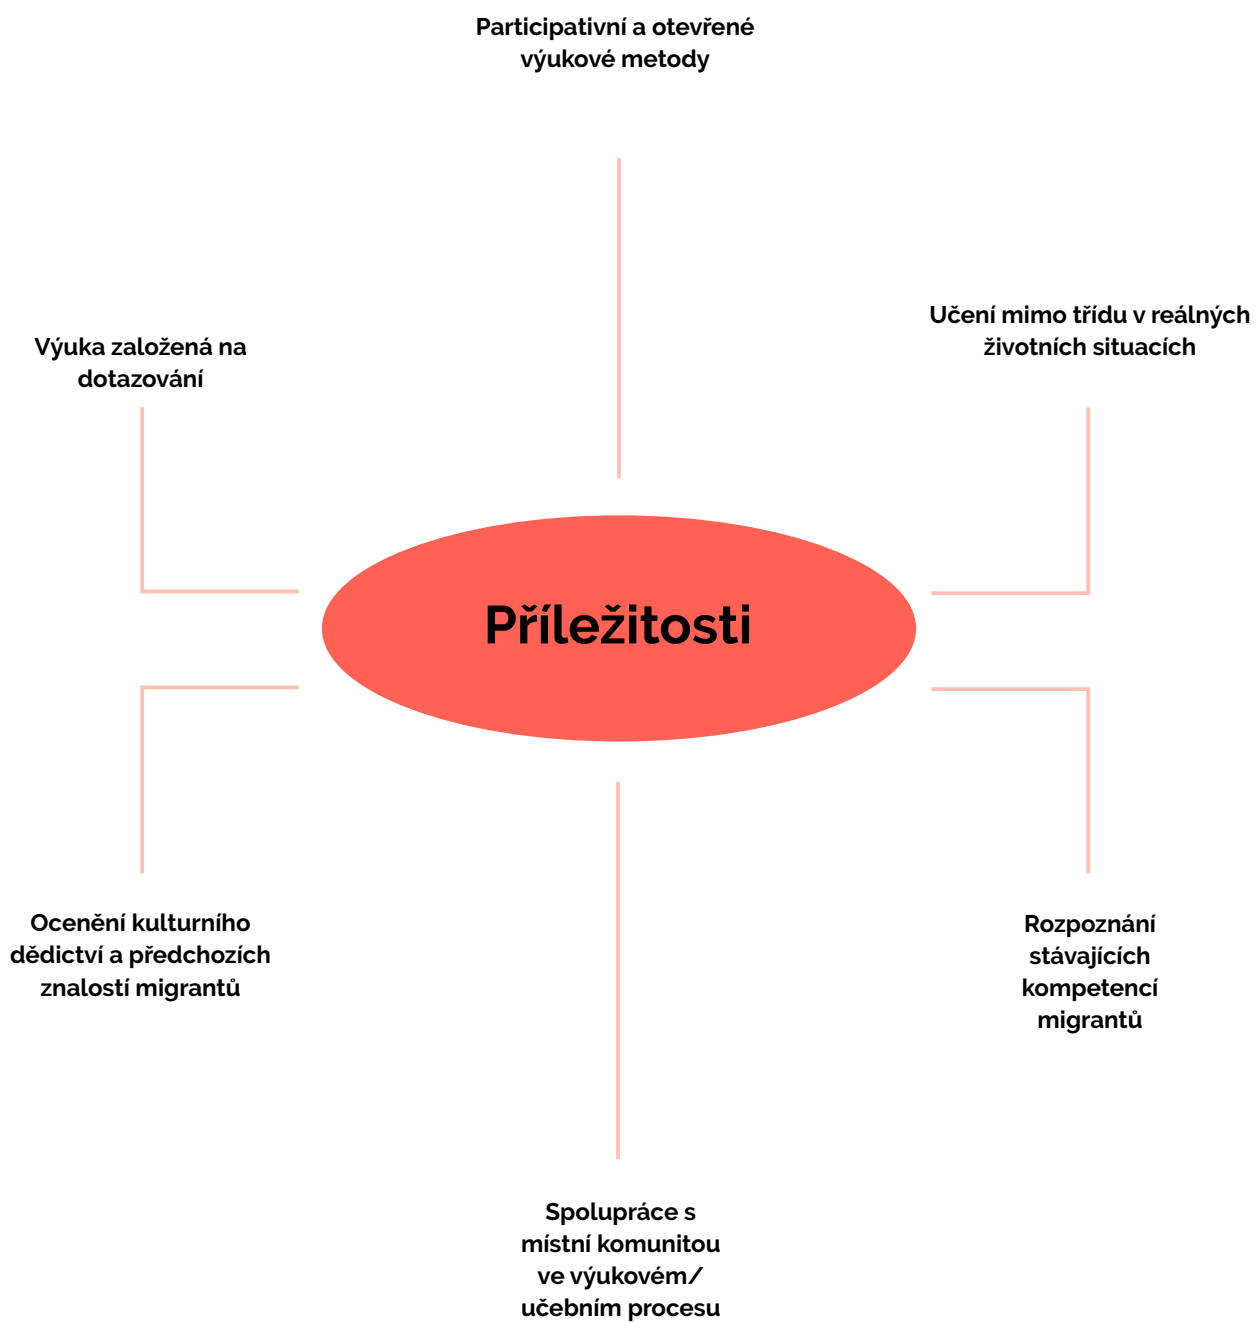 Participativní a otevřené
výukové metody
Učení mimo třídu v reálných
životních situacích
Výuka založená na
dotazování
Příležitosti
Ocenění kulturního
dědictví a předchozích
znalostí migrantů
Rozpoznání
stávajících
kompetencí
migrantů
Spolupráce s
místní komunitou
ve výukovém/
učebním procesu